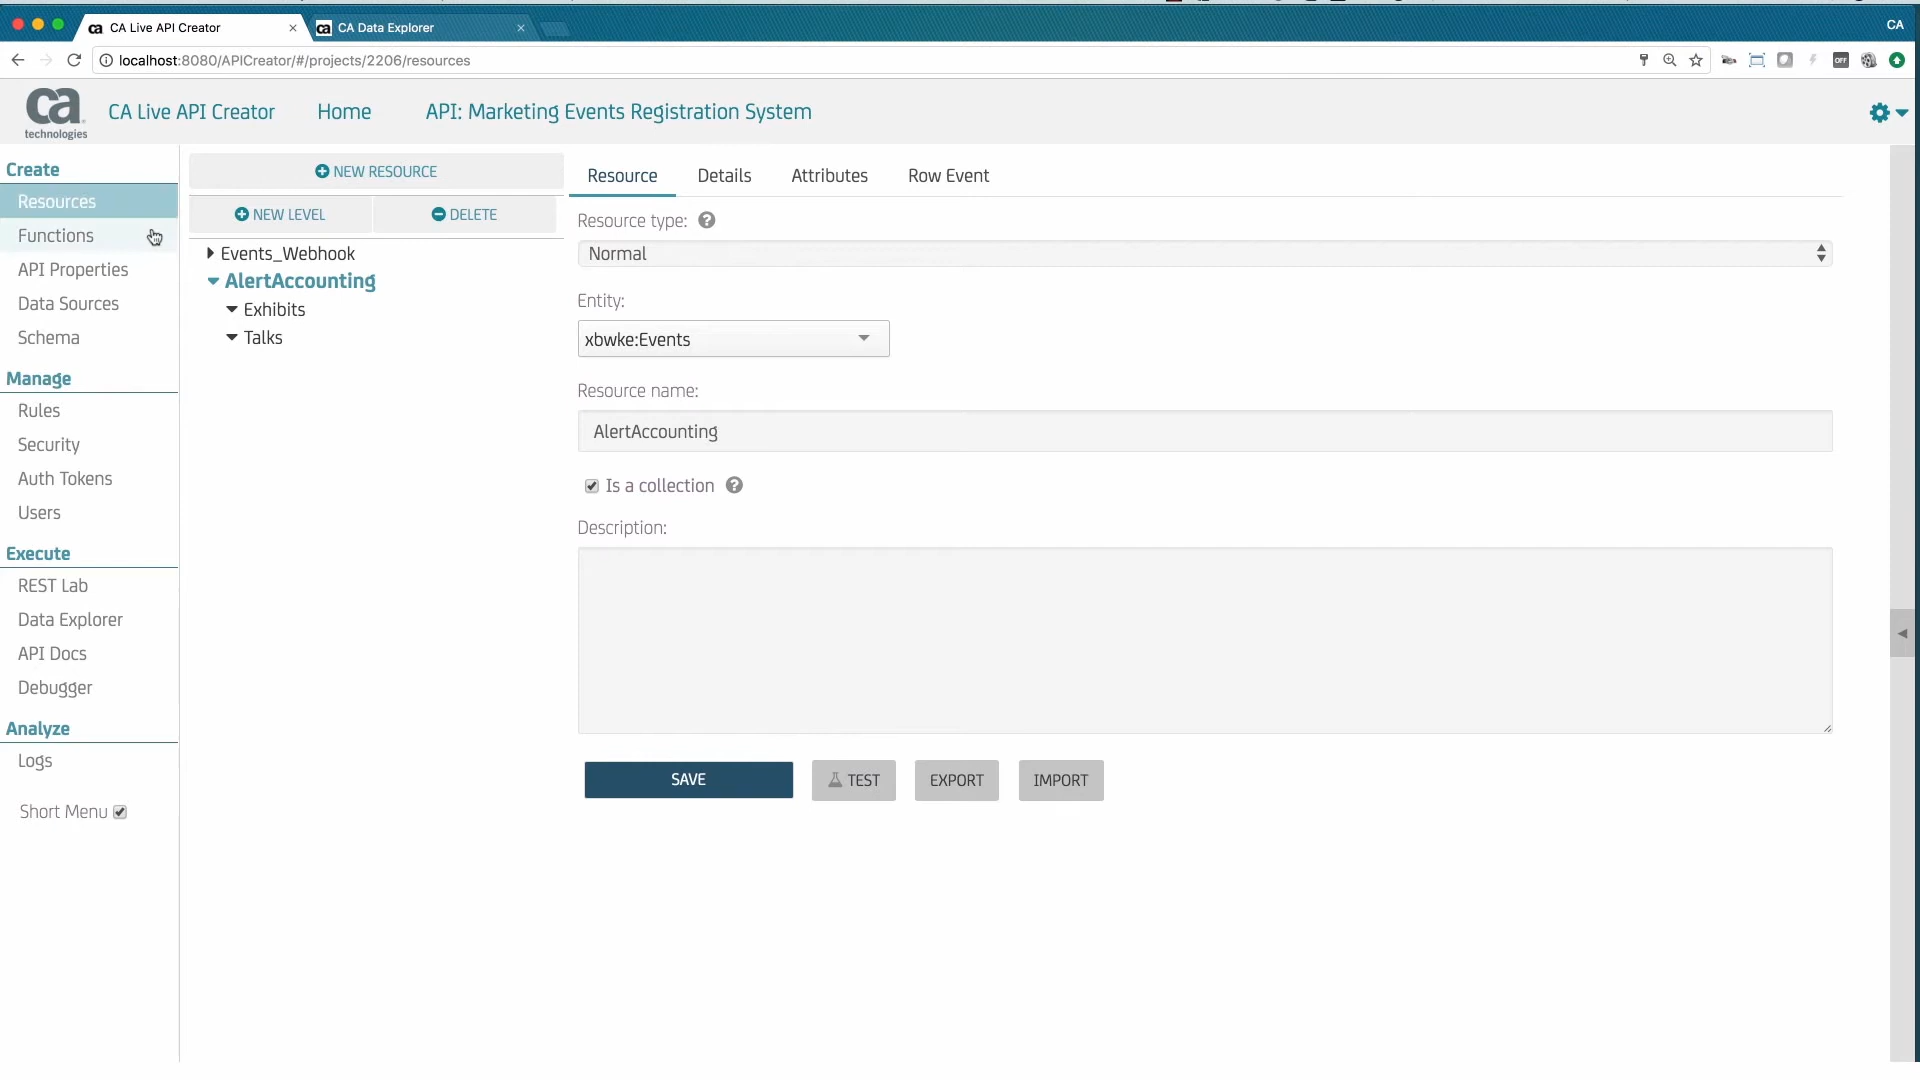 CA Live API Creator
CA Data Explorer
CA
localhost:8080/APICreator/#/projects/2206/resources
OFF
ca
technologies
CA Live API Creator
Home
API: Marketing Events Registration System
Create
Resources
Functions
API Properties
Data Sources
Schema
Manage
Rules
Security
Auth Tokens
Users
Execute
REST Lab
Data Explorer
API Docs
Debugger
Analyze
Logs
Short Menu
NEW RESOURCE
NEW LEVEL
DELETE
Events_Webhook
AlertAccounting
Exhibits
Talks
Resource
Details
Attributes
Row Event
Resource type:
Normal
Entity:
xbwke:Events
Resource name:
AlertAccounting
Is a collection
Description:
SAVE
TEST
EXPORT
IMPORT